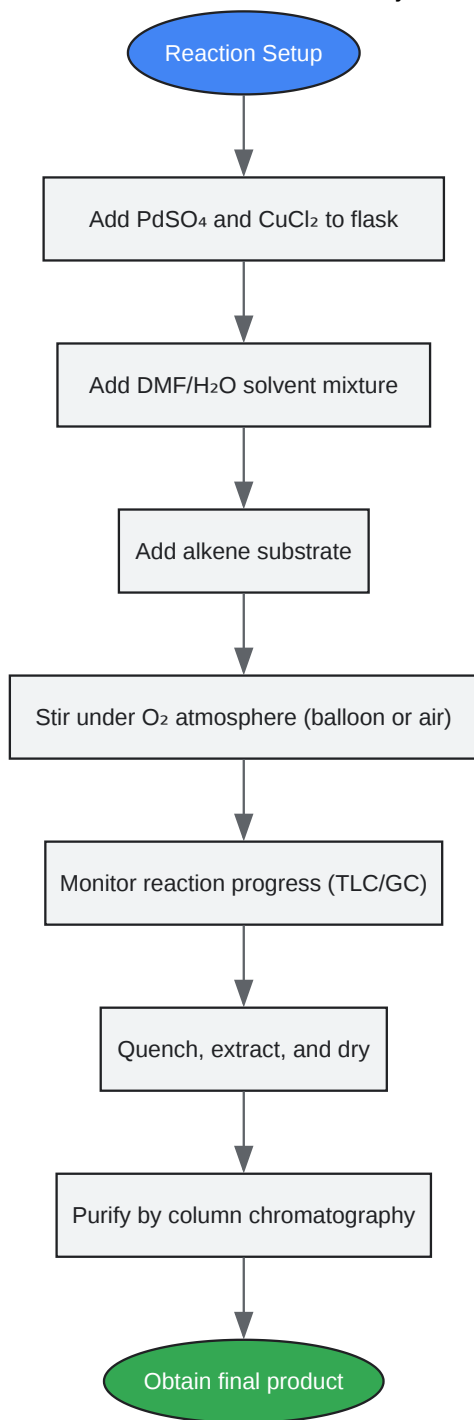 Reaction Setup
Add PdSO₄ and CuCl₂ to flask
Add DMF/H₂O solvent mixture
Add alkene substrate
Stir under O₂ atmosphere (balloon or air)
Monitor reaction progress (TLC/GC)
Quench, extract, and dry
Purify by column chromatography
Obtain final product